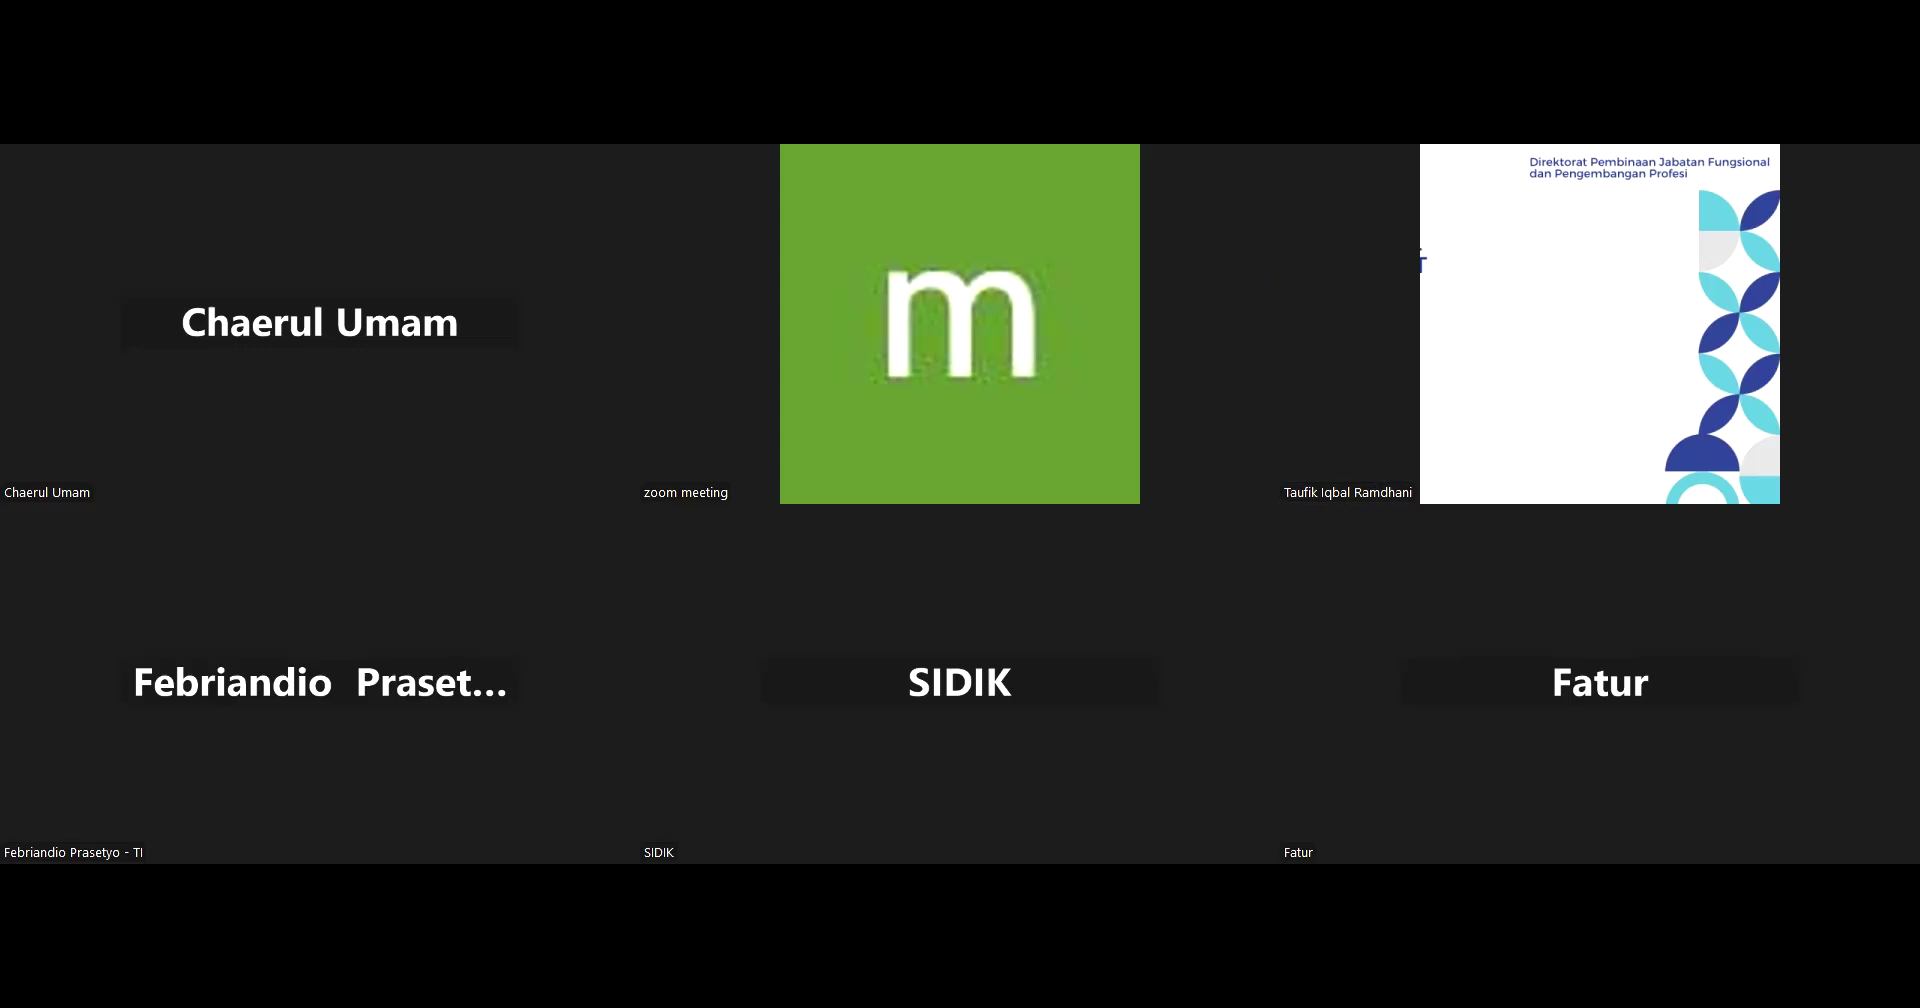 Chaerul Umam
Chaerul Umam
m
zoom meeting
Direktorat Pembinaan Jabatan Fungsional
dan Pengembangan Profesi
Taufik Iqbal Ramdhani
Febriandio Praset...
Febriandio Prasetyo - TI
SIDIK
SIDIK
Fatur
Fatur